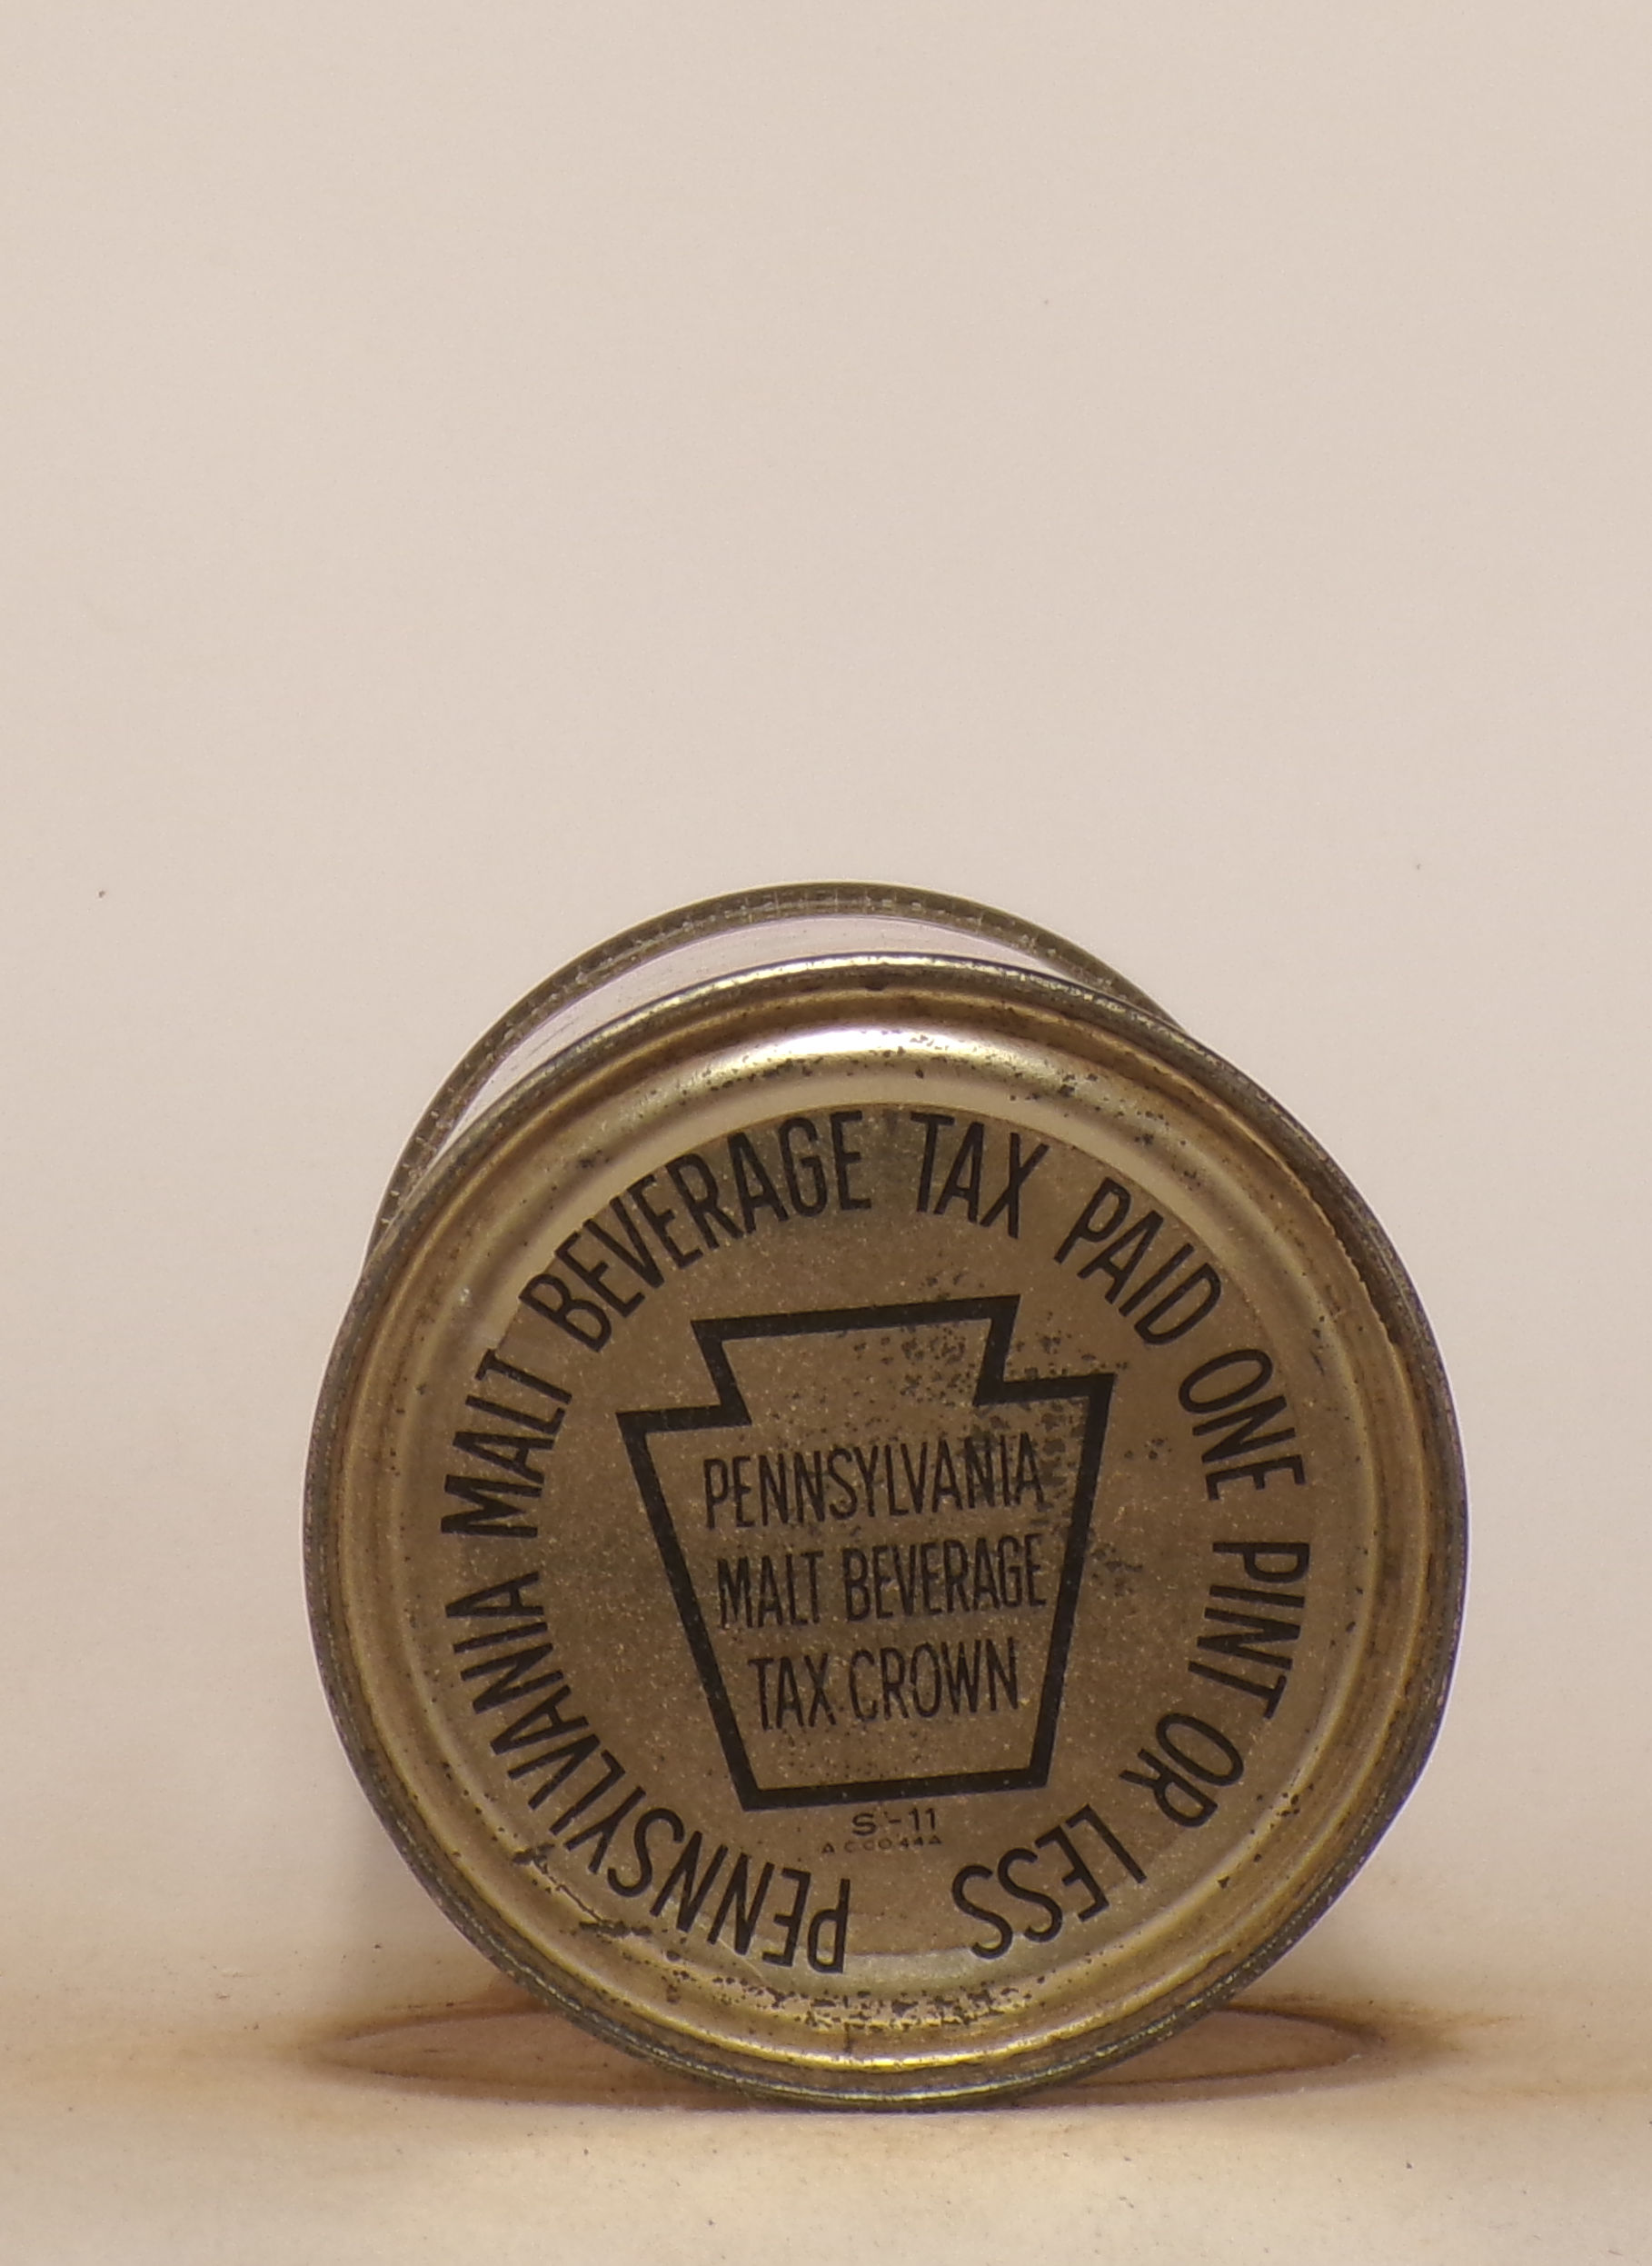 PENNSYLVANIA MALT BEVERAGE TAX PAID ONE PINT OR LESS
PENNSYLVANIA
MALT BEVERAGE
TAX CROWN
S-11